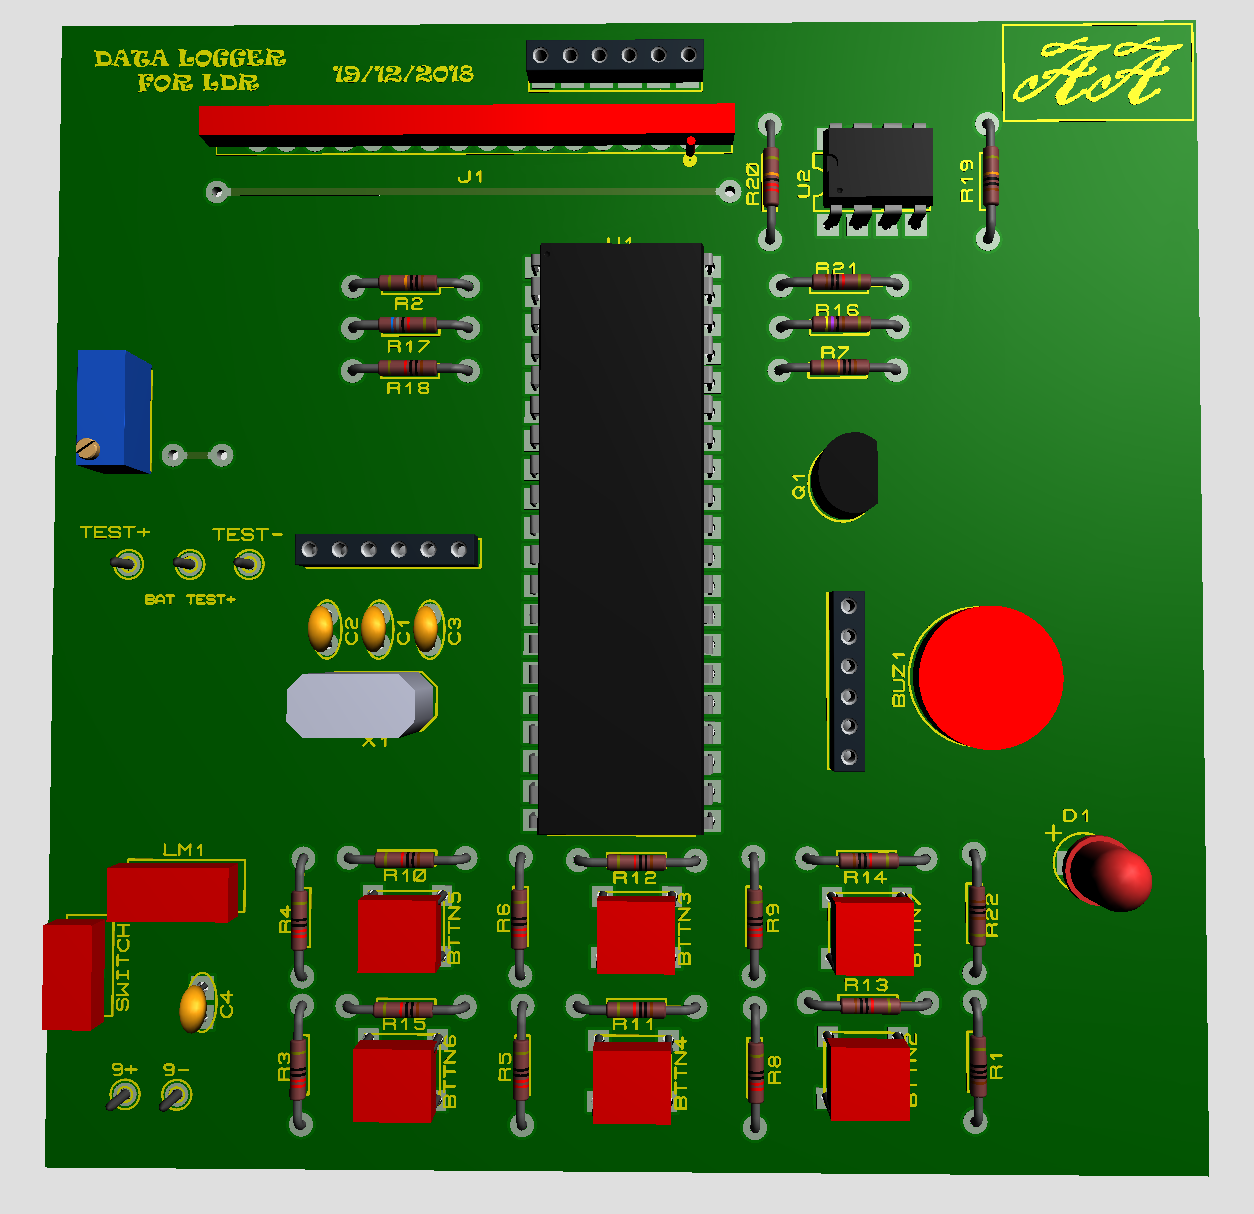 DATA LOGGER
FOR LDR
19/12/2018
AA
J1
R20
U2
R19
U1
R2
R17
R18
R21
R16
R7
Q1
TEST+
TEST-
BAT TEST+
C2
C1
C3
X1
BUZ1
D1
+
LM1
SWITCH
C4
9+
9-
R10
R12
R14
R4
BTTN5
R6
BTTN3
R9
BTTN7
R22
R15
R11
R13
R3
BTTN6
R5
BTTN4
R8
BTTN2
R1